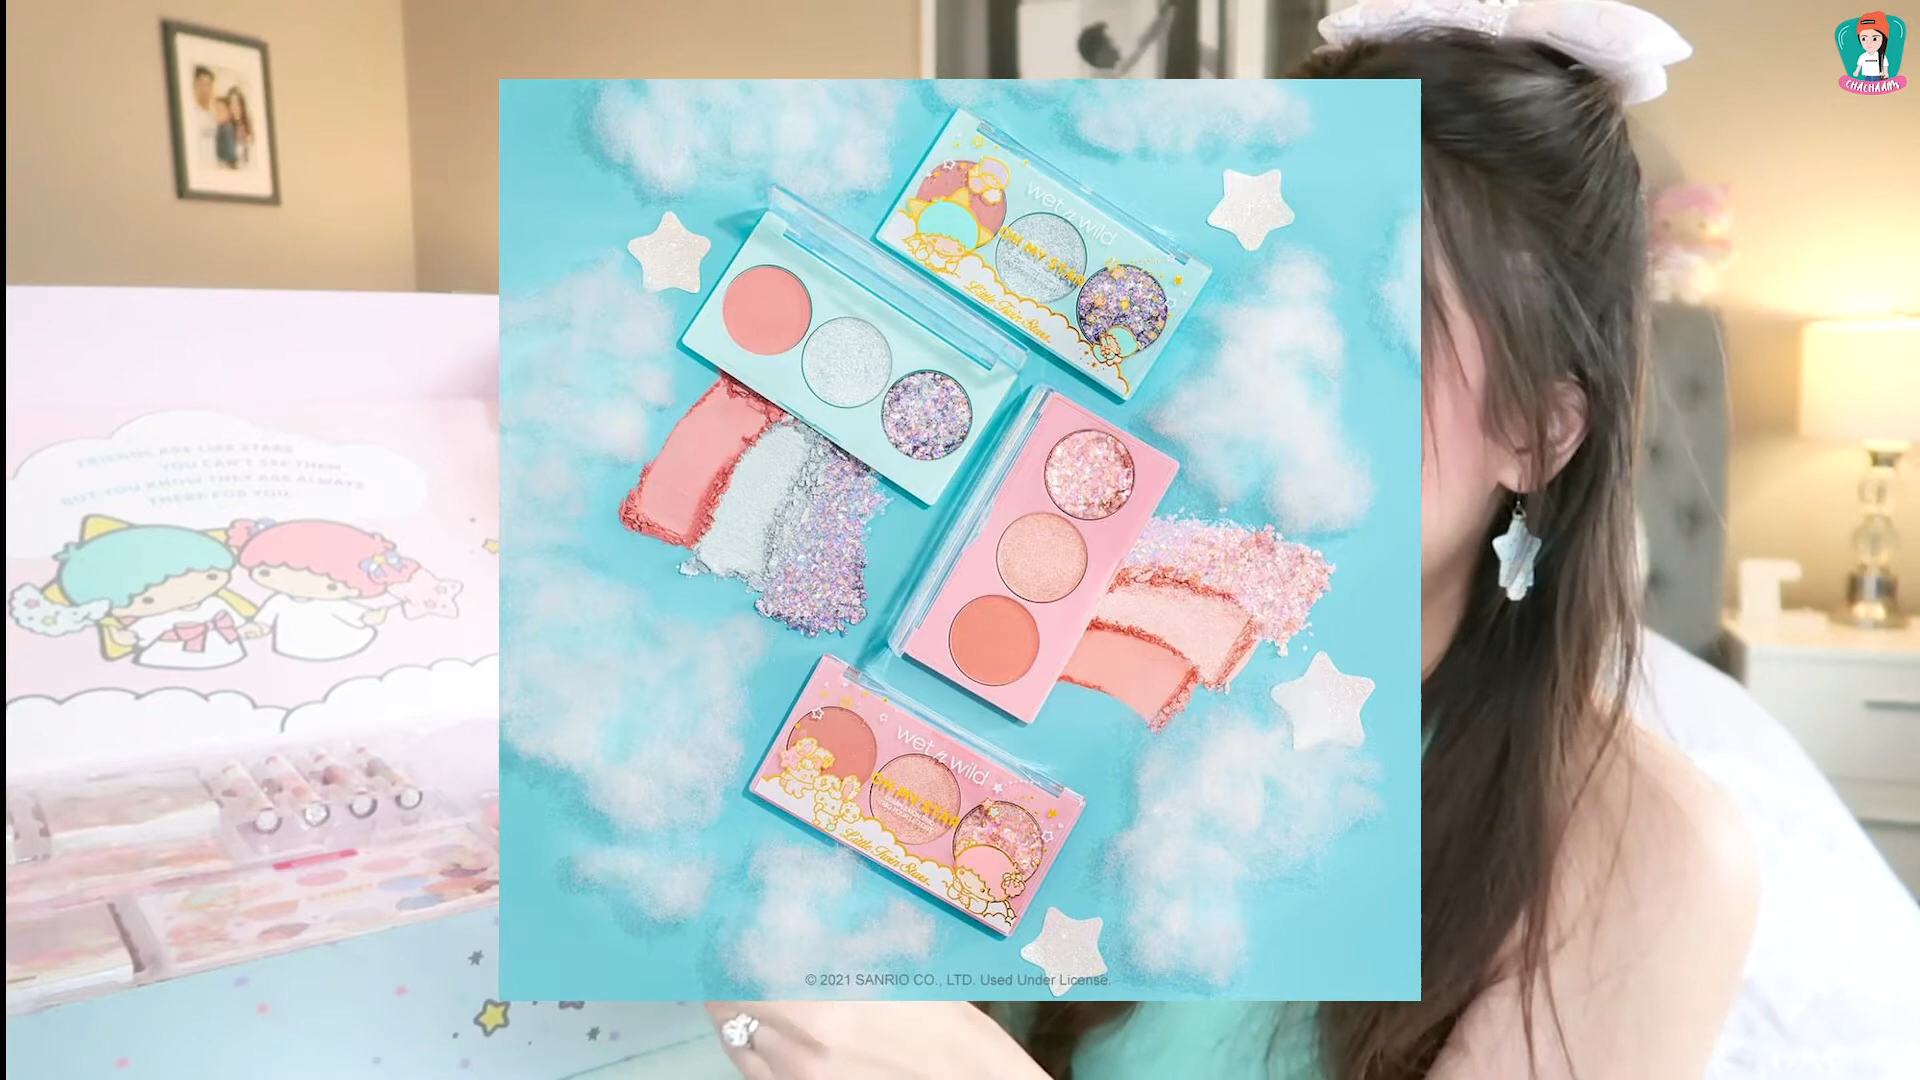 CHACHAANN
FRIENDS ARE LIKE STARS
YOU CAN'T SEE THEM
BUT YOU KNOW THEY ARE ALWAYS
THERE FOR YOU.
wet n wild
OH MY STAR
Little Twin Stars.
wet n wild
OH MY STAR
Little Twin Stars.
© 2021 SANRIO CO., LTD. Used Under License.